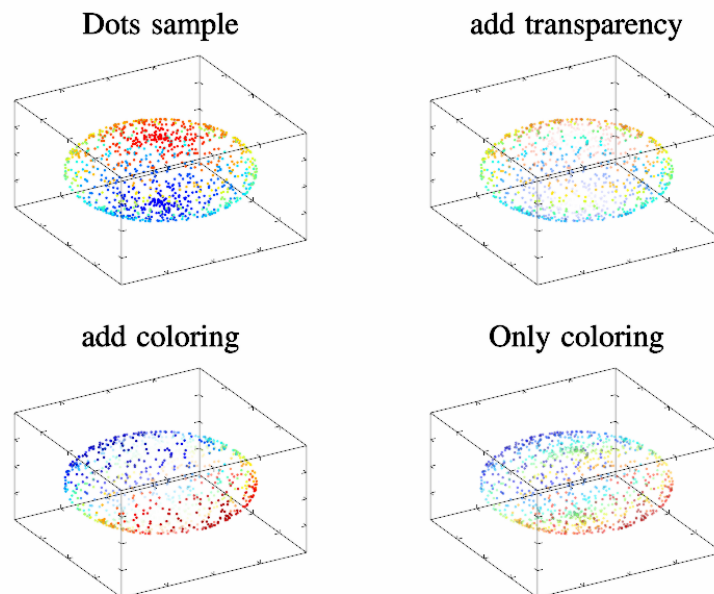 Dots sample
add transparency
add coloring
Only coloring